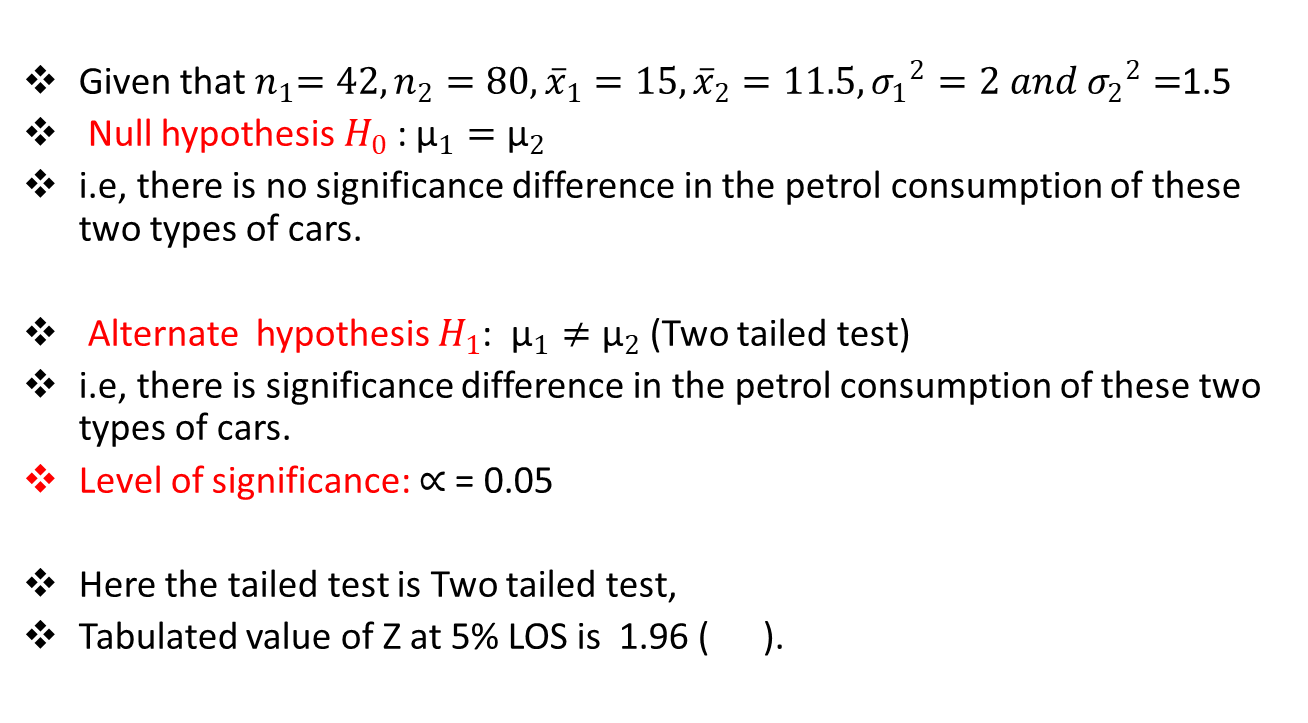 ❖ Given that 𝑛₁= 42, 𝑛₂ = 80, x̄₁ = 15, x̄₂ = 11.5, σ₁² = 2 𝑎𝑛𝑑 σ₂² =1.5
❖ Null hypothesis 𝐻₀ : µ₁ = µ₂
❖ i.e, there is no significance difference in the petrol consumption of these
two types of cars.
❖ Alternate hypothesis 𝐻₁: µ₁ ≠ µ₂ (Two tailed test)
❖ i.e, there is significance difference in the petrol consumption of these two
types of cars.
❖ Level of significance: ∝ = 0.05
❖ Here the tailed test is Two tailed test,
❖ Tabulated value of Z at 5% LOS is 1.96 ( ).